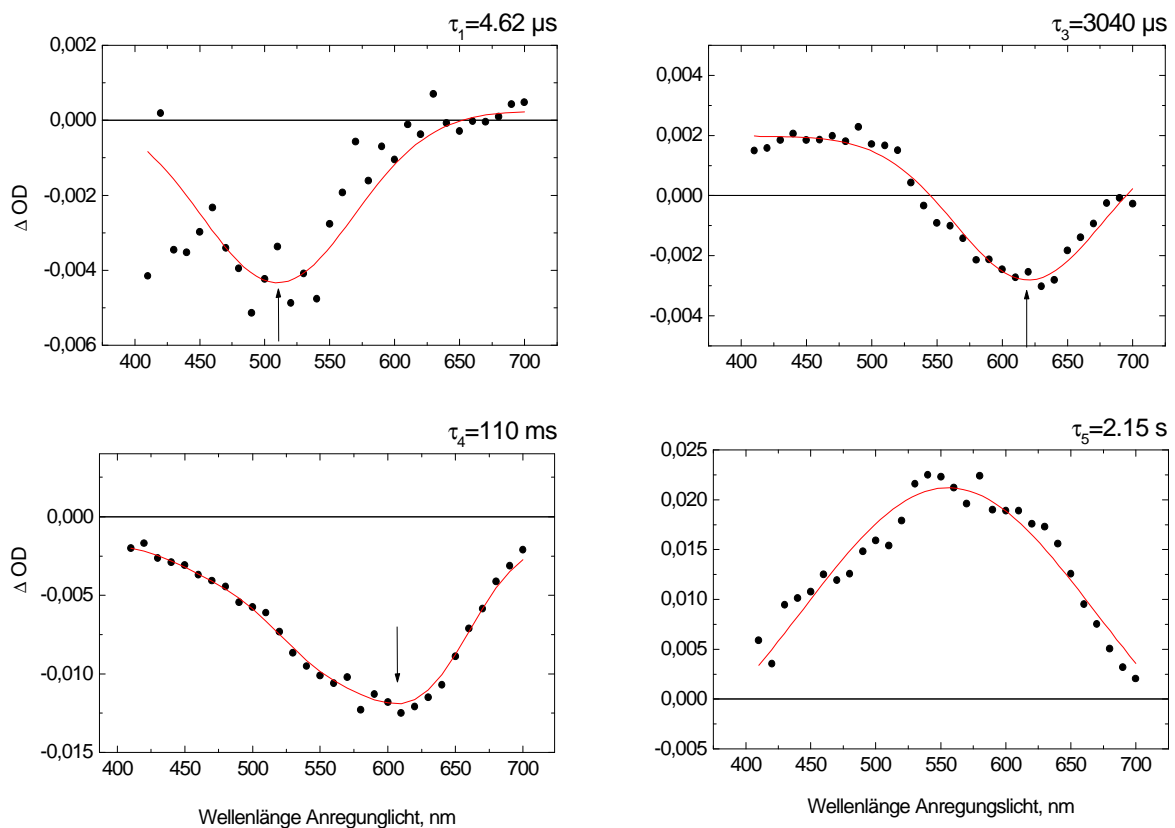 τ1=4.62 µs
0,002
0,000
-0,002
-0,004
-0,006
Δ OD
400 450 500 550 600 650 700
τ3=3040 µs
0,004
0,002
0,000
-0,002
-0,004
400 450 500 550 600 650 700
τ4=110 ms
0,000
-0,005
-0,010
-0,015
Δ OD
400 450 500 550 600 650 700
Wellenlänge Anregunglicht, nm
τ5=2.15 s
0,025
0,020
0,015
0,010
0,005
0,000
-0,005
400 450 500 550 600 650 700
Wellenlänge Anregungslicht, nm